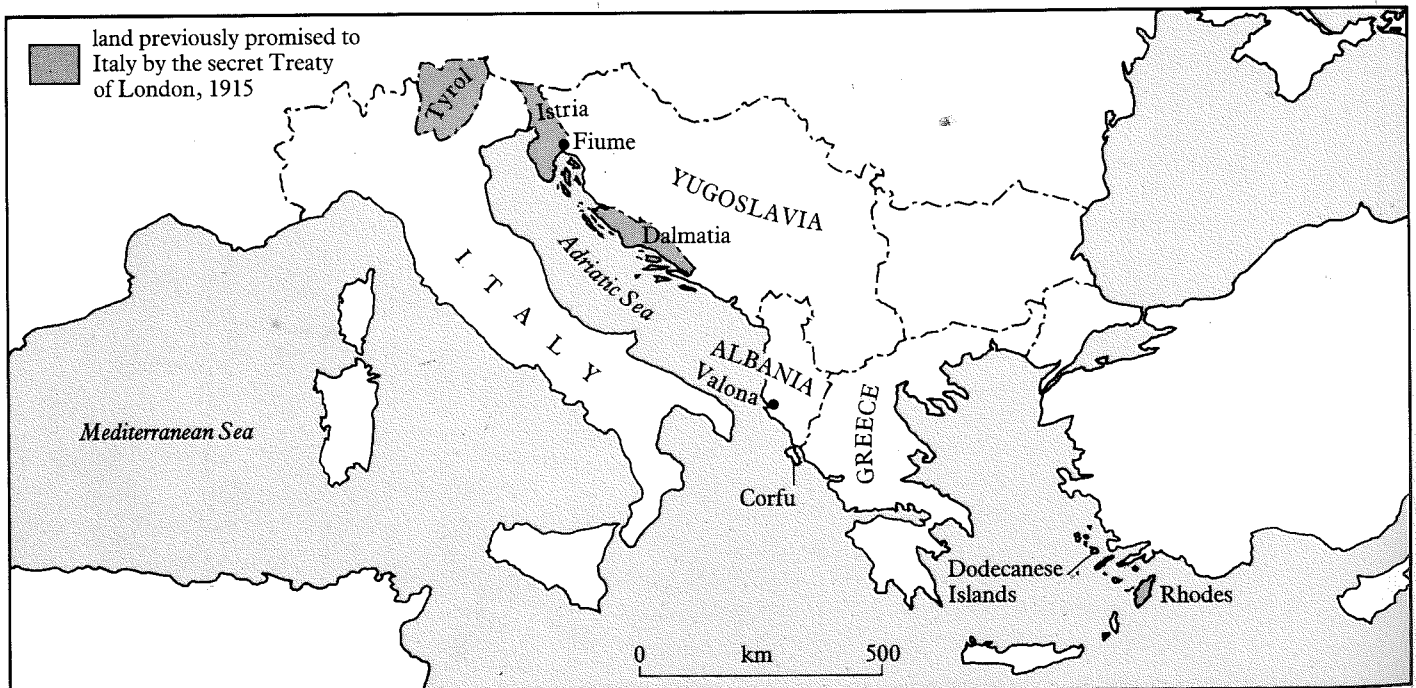 land previously promised to
Italy by the secret Treaty
of London, 1915
Tyrol
Istria
Fiume
YUGOSLAVIA
Dalmatia
Adriatic Sea
ITALY
ALBANIA
Valona
GREECE
Mediterranean Sea
Corfu
Dodecanese
Islands
Rhodes
0 km 500